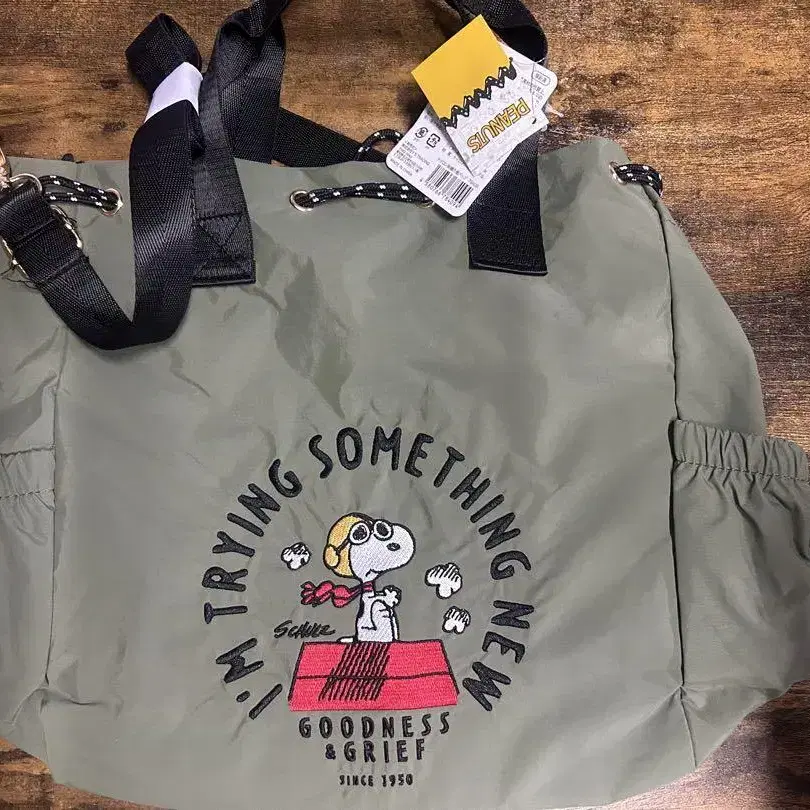 PEANUTS
I'M TRYING SOMETHING NEW
SCHULZ
GOODNESS
& GRIEF
SINCE 1950